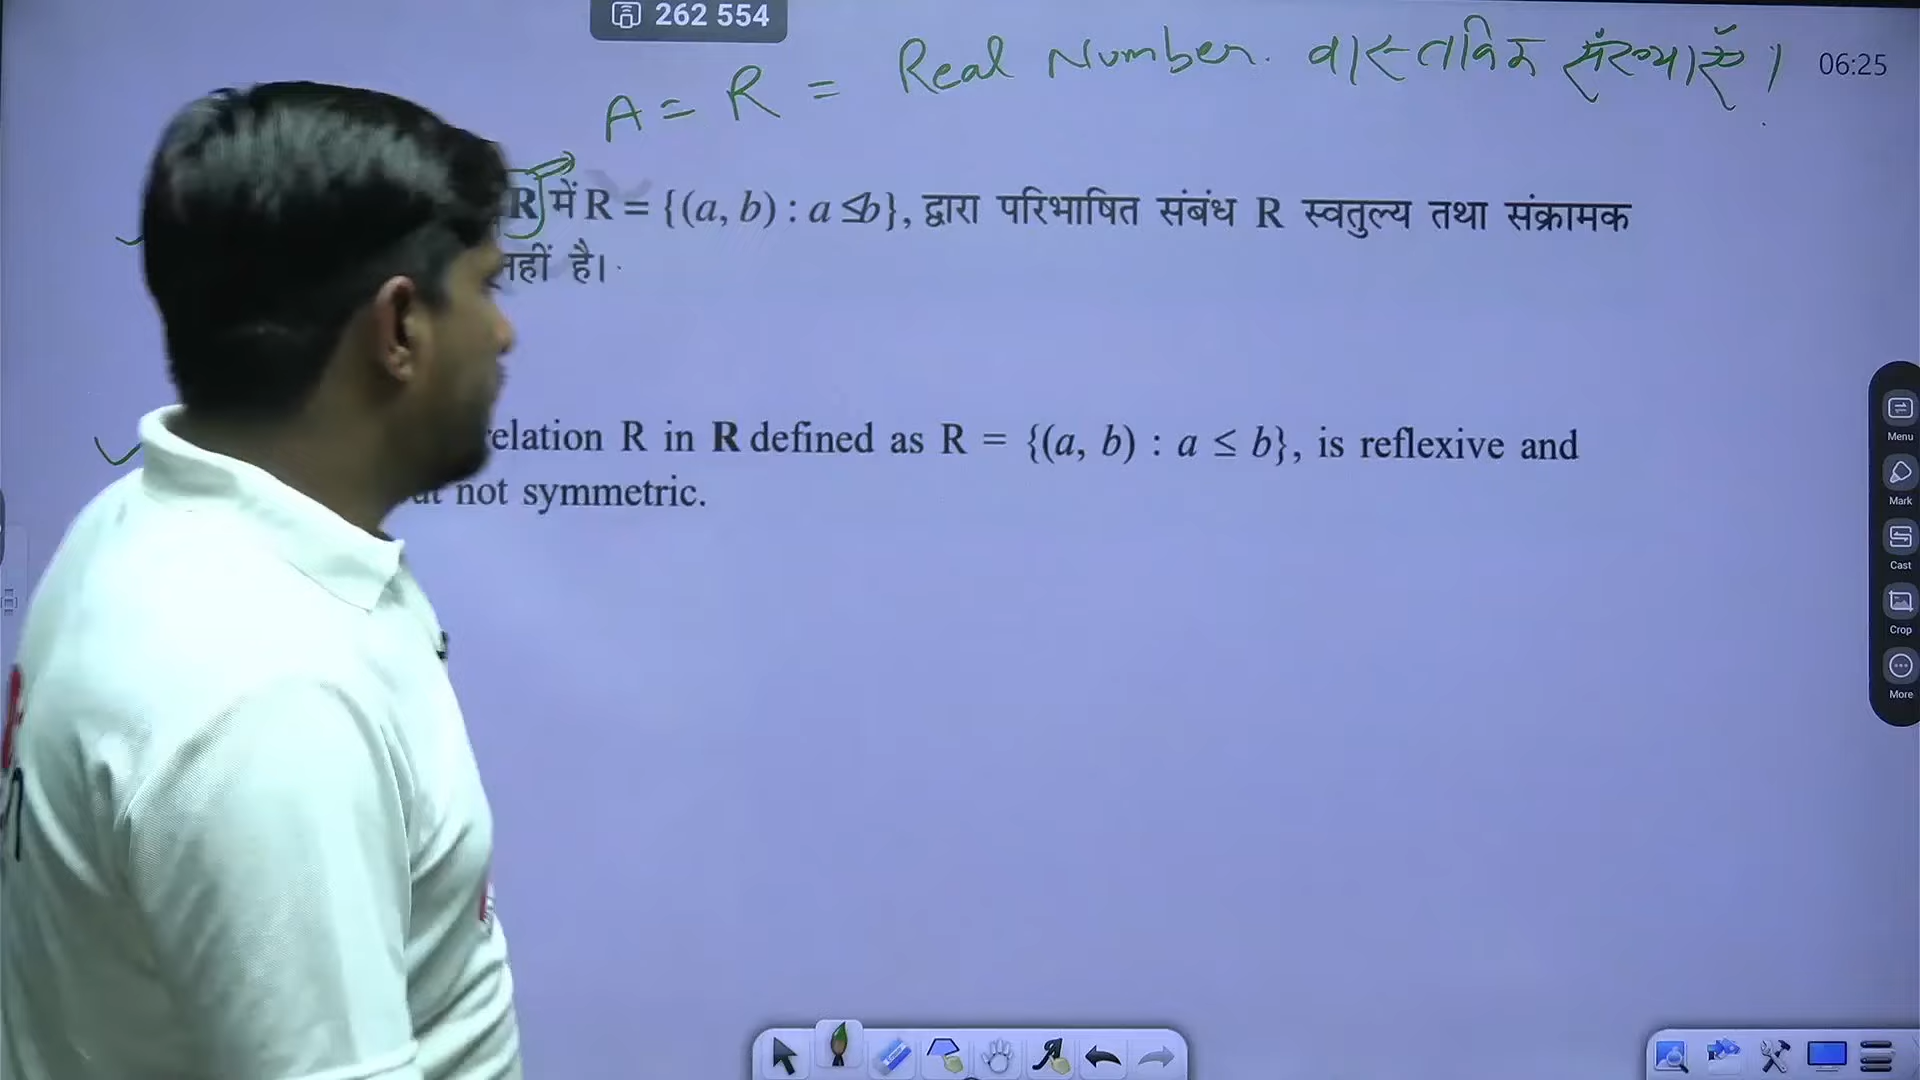 262 554
A = R = Real Number. वास्तविक संख्याएँ।
06:25
R में R = {(a, b) : a ≤ b}, द्वारा परिभाषित संबंध R स्वतुल्य तथा संक्रामक
नहीं है।
relation R in R defined as R = {(a, b) : a ≤ b}, is reflexive and
but not symmetric.
Menu
Mark
Cast
Crop
More